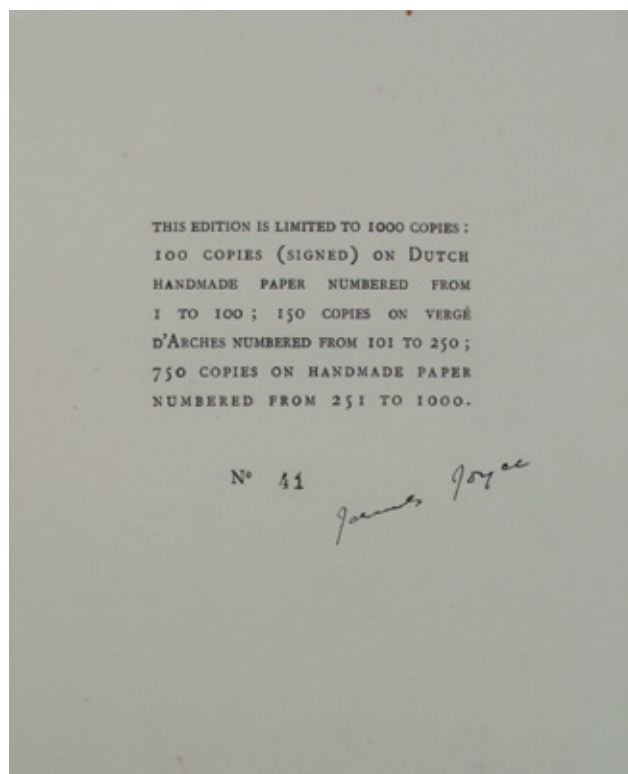 THIS EDITION IS LIMITED TO 1000 COPIES :
100 COPIES (SIGNED) ON DUTCH
HANDMADE PAPER NUMBERED FROM
1 TO 100 ; 150 COPIES ON VERGÉ
D'ARCHES NUMBERED FROM 101 TO 250 ;
750 COPIES ON HANDMADE PAPER
NUMBERED FROM 251 TO 1000.
Nº 41
James Joyce